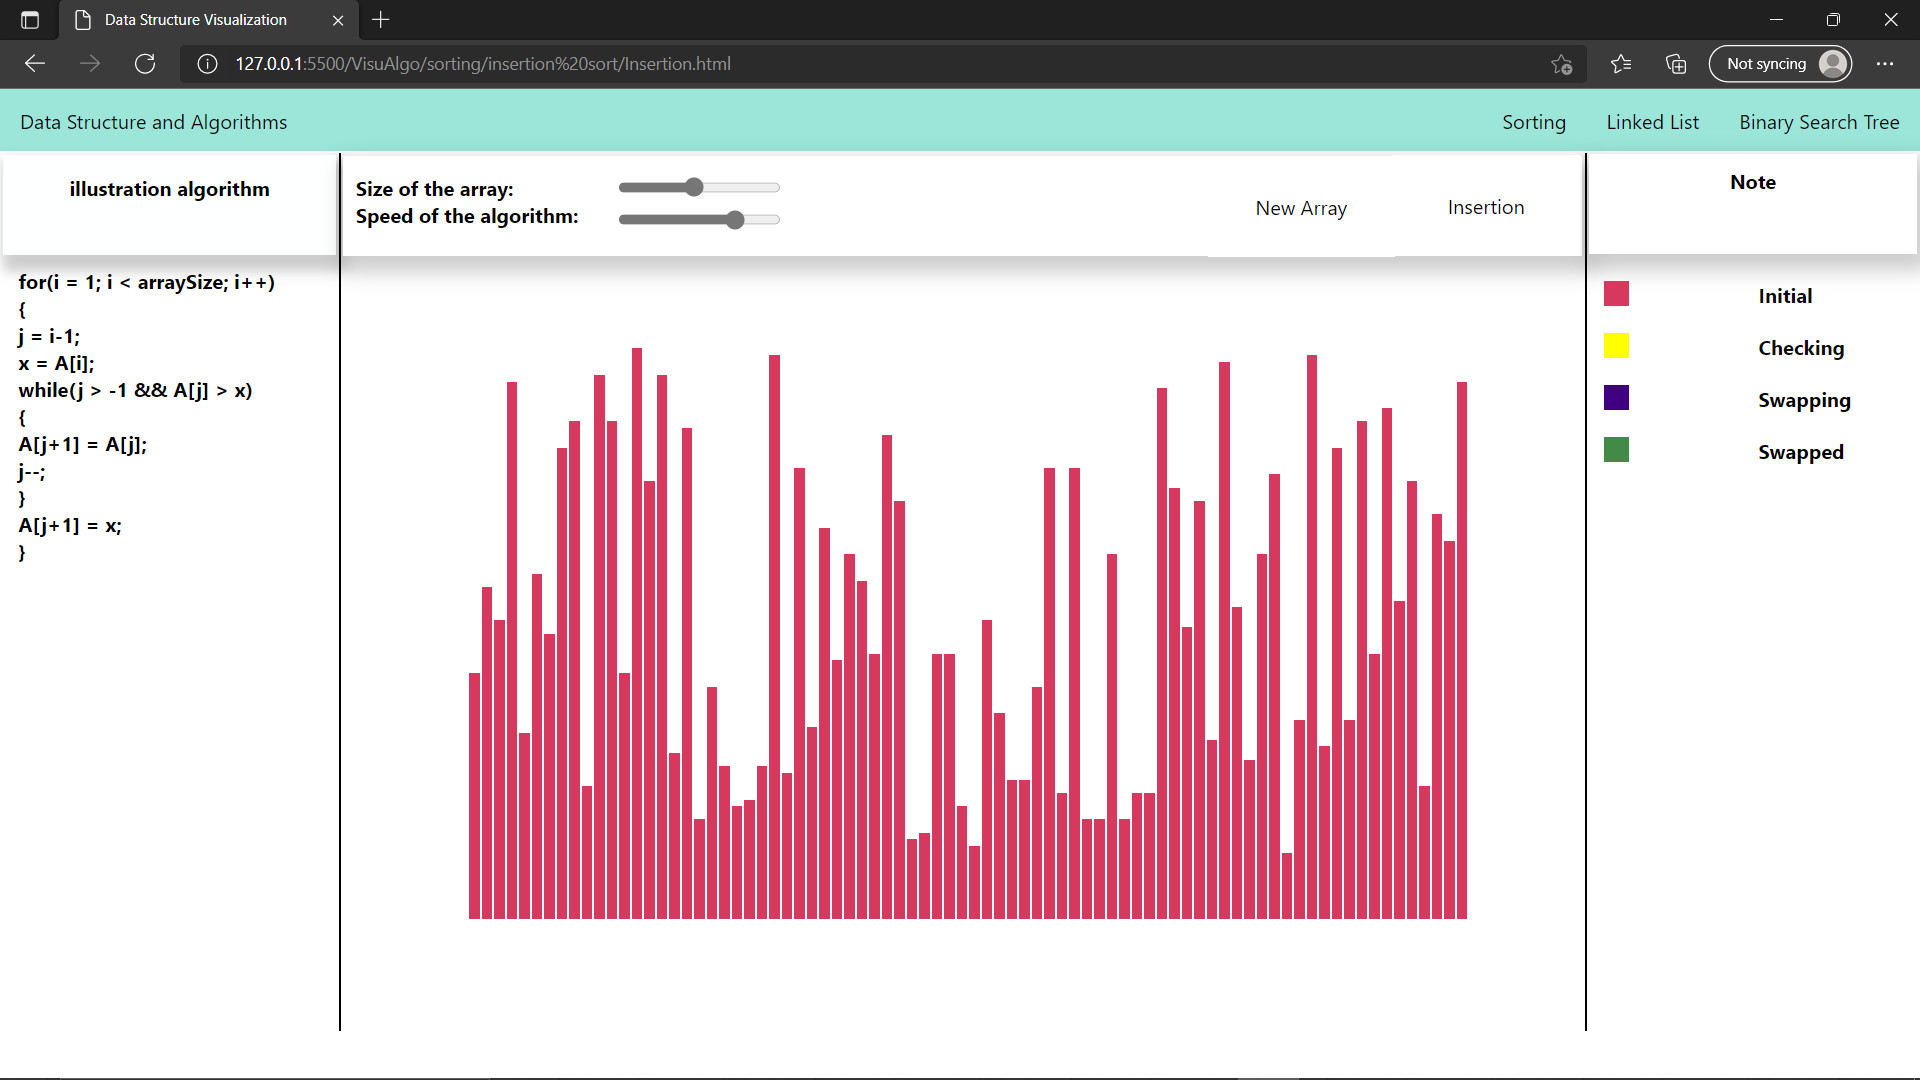 Data Structure Visualization
127.0.0.1:5500/VisuAlgo/sorting/insertion%20sort/Insertion.html
Not syncing
Data Structure and Algorithms
Sorting
Linked List
Binary Search Tree
illustration algorithm
Size of the array:
Speed of the algorithm:
New Array
Insertion
Note
for(i = 1; i < arraySize; i++)
{
j = i-1;
x = A[i];
while(j > -1 && A[j] > x)
{
A[j+1] = A[j];
j--;
}
A[j+1] = x;
}
Initial
Checking
Swapping
Swapped